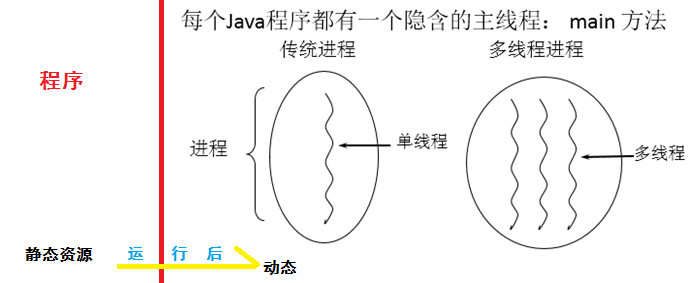 每个Java程序都有一个隐含的主线程： main 方法
传统进程
多线程进程
程序
进程
单线程
多线程
静态资源 运 行 后 动态